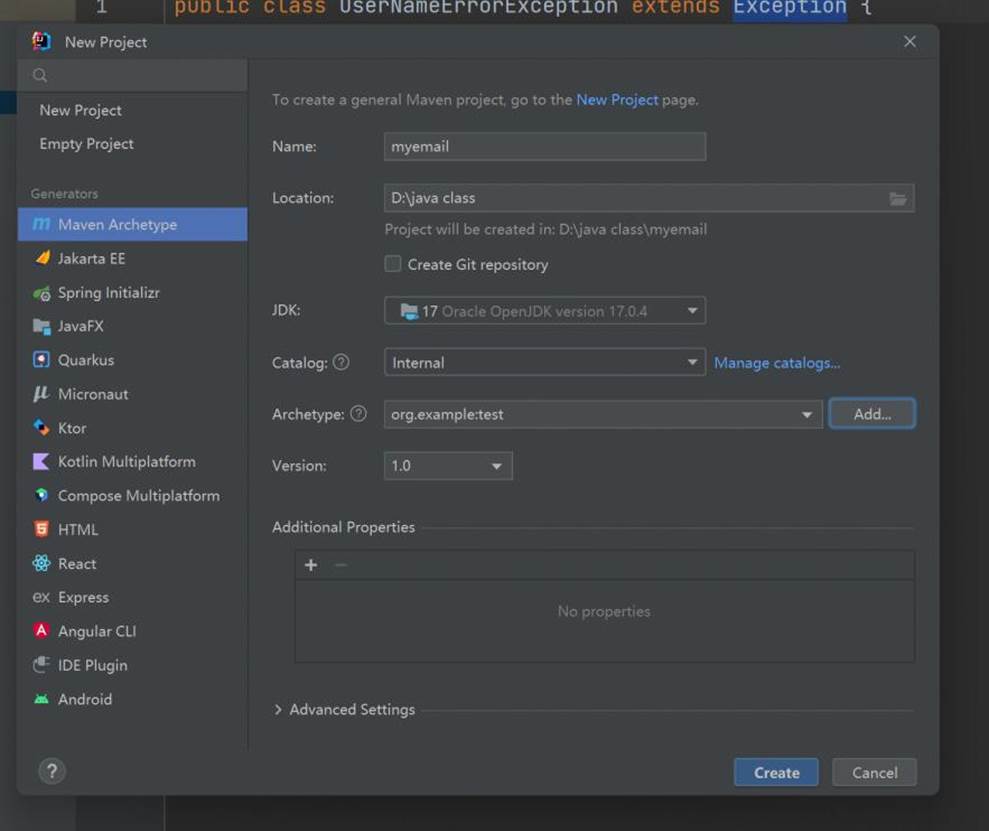 1 public class UserNameErrorException extends Exception {
New Project
New Project
Empty Project
Generators
Maven Archetype
Jakarta EE
Spring Initializr
JavaFX
Quarkus
Micronaut
Ktor
Kotlin Multiplatform
Compose Multiplatform
HTML
React
Express
Angular CLI
IDE Plugin
Android
To create a general Maven project, go to the New Project page.
Name: myemail
Location: D:\java class
Project will be created in: D:\java class\myemail
Create Git repository
JDK: 17 Oracle OpenJDK version 17.0.4
Catalog: ? Internal Manage catalogs...
Archetype: ? org.example:test Add...
Version: 1.0
Additional Properties
+ −
No properties
> Advanced Settings
? Create Cancel